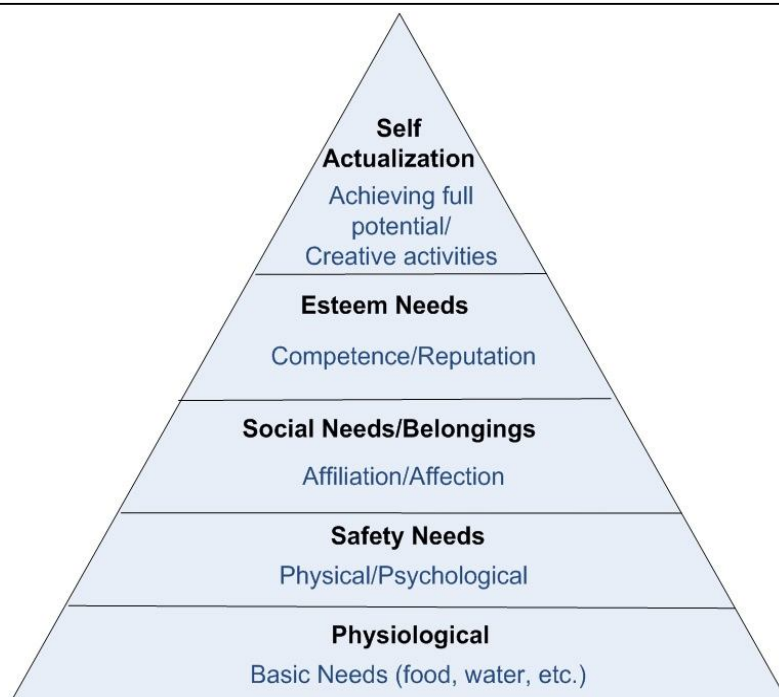 Self
Actualization
Achieving full
potential/
Creative activities
Esteem Needs
Competence/Reputation
Social Needs/Belongings
Affiliation/Affection
Safety Needs
Physical/Psychological
Physiological
Basic Needs (food, water, etc.)